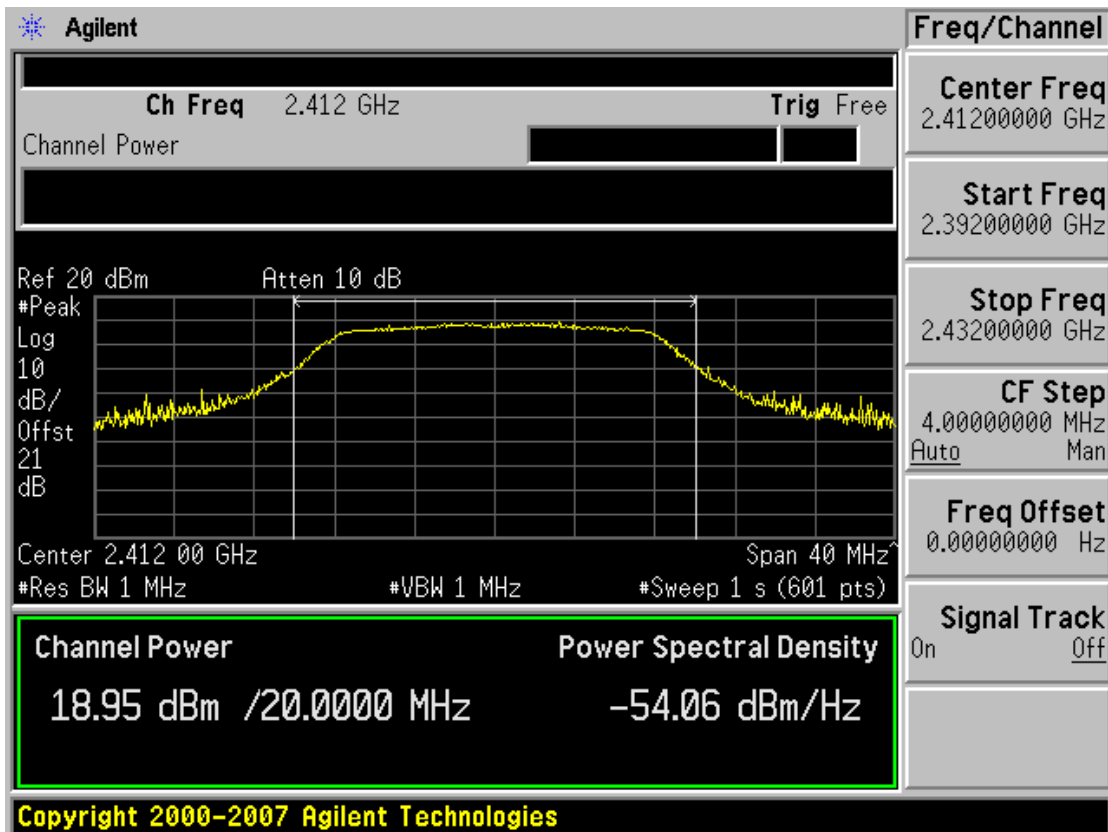 Agilent
Freq/Channel
Ch Freq 2.412 GHz Trig Free
Channel Power
Center Freq
2.41200000 GHz
Start Freq
2.39200000 GHz
Stop Freq
2.43200000 GHz
CF Step
4.00000000 MHz
Auto Man
Freq Offset
0.00000000 Hz
Signal Track
On Off
Ref 20 dBm Atten 10 dB
#Peak
Log
10
dB/
Offst
21
dB
Center 2.412 00 GHz Span 40 MHz^
#Res BW 1 MHz #VBW 1 MHz #Sweep 1 s (601 pts)
Channel Power Power Spectral Density
18.95 dBm /20.0000 MHz -54.06 dBm/Hz
Copyright 2000-2007 Agilent Technologies